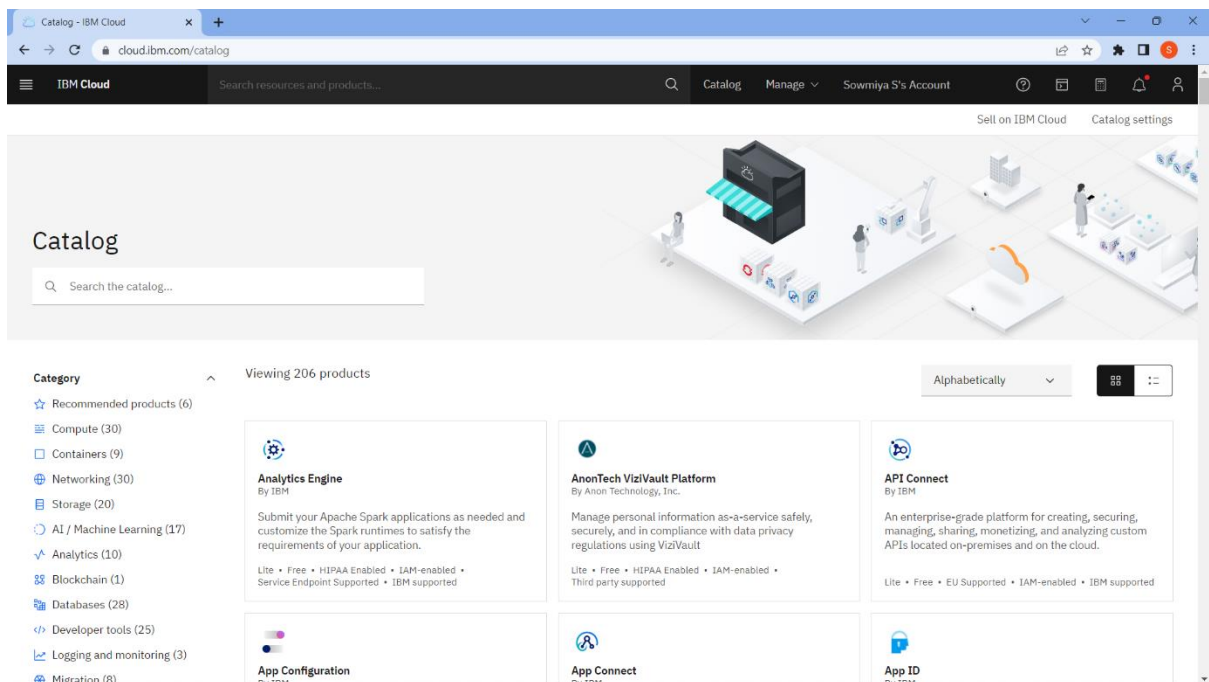 Catalog - IBM Cloud
cloud.ibm.com/catalog
S
IBM Cloud
Search resources and products...
Catalog
Manage
Sowmiya S's Account
Sell on IBM Cloud
Catalog settings
Catalog
Search the catalog...
Category
Recommended products (6)
Compute (30)
Containers (9)
Networking (30)
Storage (20)
AI / Machine Learning (17)
Analytics (10)
Blockchain (1)
Databases (28)
Developer tools (25)
Logging and monitoring (3)
Migration (8)
Viewing 206 products
Alphabetically
Analytics Engine
By IBM
Submit your Apache Spark applications as needed and
customize the Spark runtimes to satisfy the
requirements of your application.
Lite • Free • HIPAA Enabled • IAM-enabled •
Service Endpoint Supported • IBM supported
AnonTech ViziVault Platform
By Anon Technology, Inc.
Manage personal information as-a-service safely,
securely, and in compliance with data privacy
regulations using ViziVault
Lite • Free • HIPAA Enabled • IAM-enabled •
Third party supported
API Connect
By IBM
An enterprise-grade platform for creating, securing,
managing, sharing, monetizing, and analyzing custom
APIs located on-premises and on the cloud.
Lite • Free • EU Supported • IAM-enabled • IBM supported
App Configuration
By IBM
App Connect
By IBM
App ID
By IBM